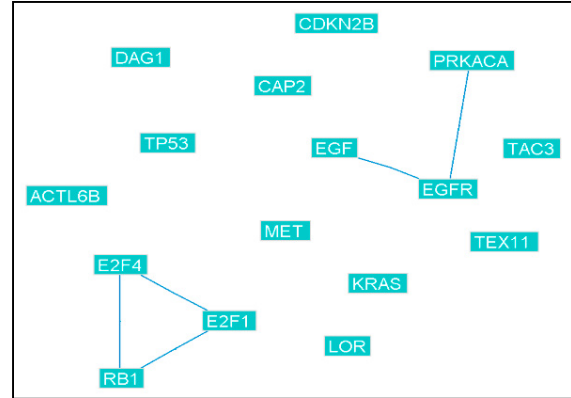 CDKN2B
DAG1
PRKACA
CAP2
TP53
EGF
TAC3
EGFR
ACTL6B
MET
TEX11
E2F4
KRAS
E2F1
LOR
RB1